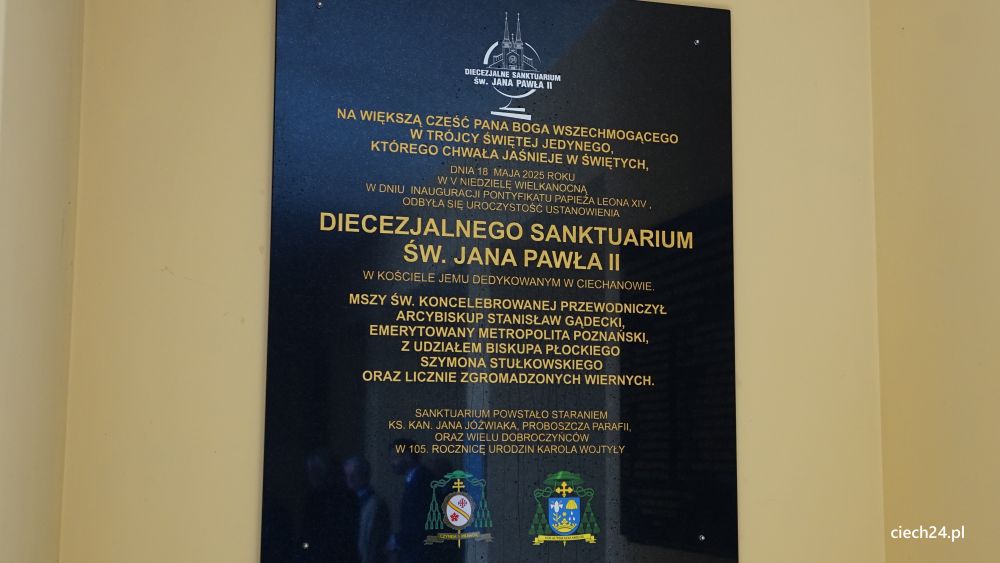 DIECEZJALNE SANKTUARIUM
ŚW. JANA PAWŁA II
NA WIĘKSZĄ CZEŚĆ PANA BOGA WSZECHMOGĄCEGO
W TRÓJCY ŚWIĘTEJ JEDYNEGO,
KTÓREGO CHWAŁA JAŚNIEJE W ŚWIĘTYCH,
DNIA 18 MAJA 2025 ROKU
W V NIEDZIELĘ WIELKANOCNĄ
W DNIU INAUGURACJI PONTYFIKATU PAPIEŻA LEONA XIV ,
ODBYŁA SIĘ UROCZYSTOŚĆ USTANOWIENIA
DIECEZJALNEGO SANKTUARIUM
ŚW. JANA PAWŁA II
W KOŚCIELE JEMU DEDYKOWANYM W CIECHANOWIE.
MSZY ŚW. KONCELEBROWANEJ PRZEWODNICZYŁ
ARCYBISKUP STANISŁAW GĄDECKI,
EMERYTOWANY METROPOLITA POZNAŃSKI,
Z UDZIAŁEM BISKUPA PŁOCKIEGO
SZYMONA STUŁKOWSKIEGO
ORAZ LICZNIE ZGROMADZONYCH WIERNYCH.
SANKTUARIUM POWSTAŁO STARANIEM
KS. KAN. JANA JÓŹWIAKA, PROBOSZCZA PARAFII,
ORAZ WIELU DOBROCZYŃCÓW
W 105. ROCZNICĘ URODZIN KAROLA WOJTYŁY
ciech24.pl